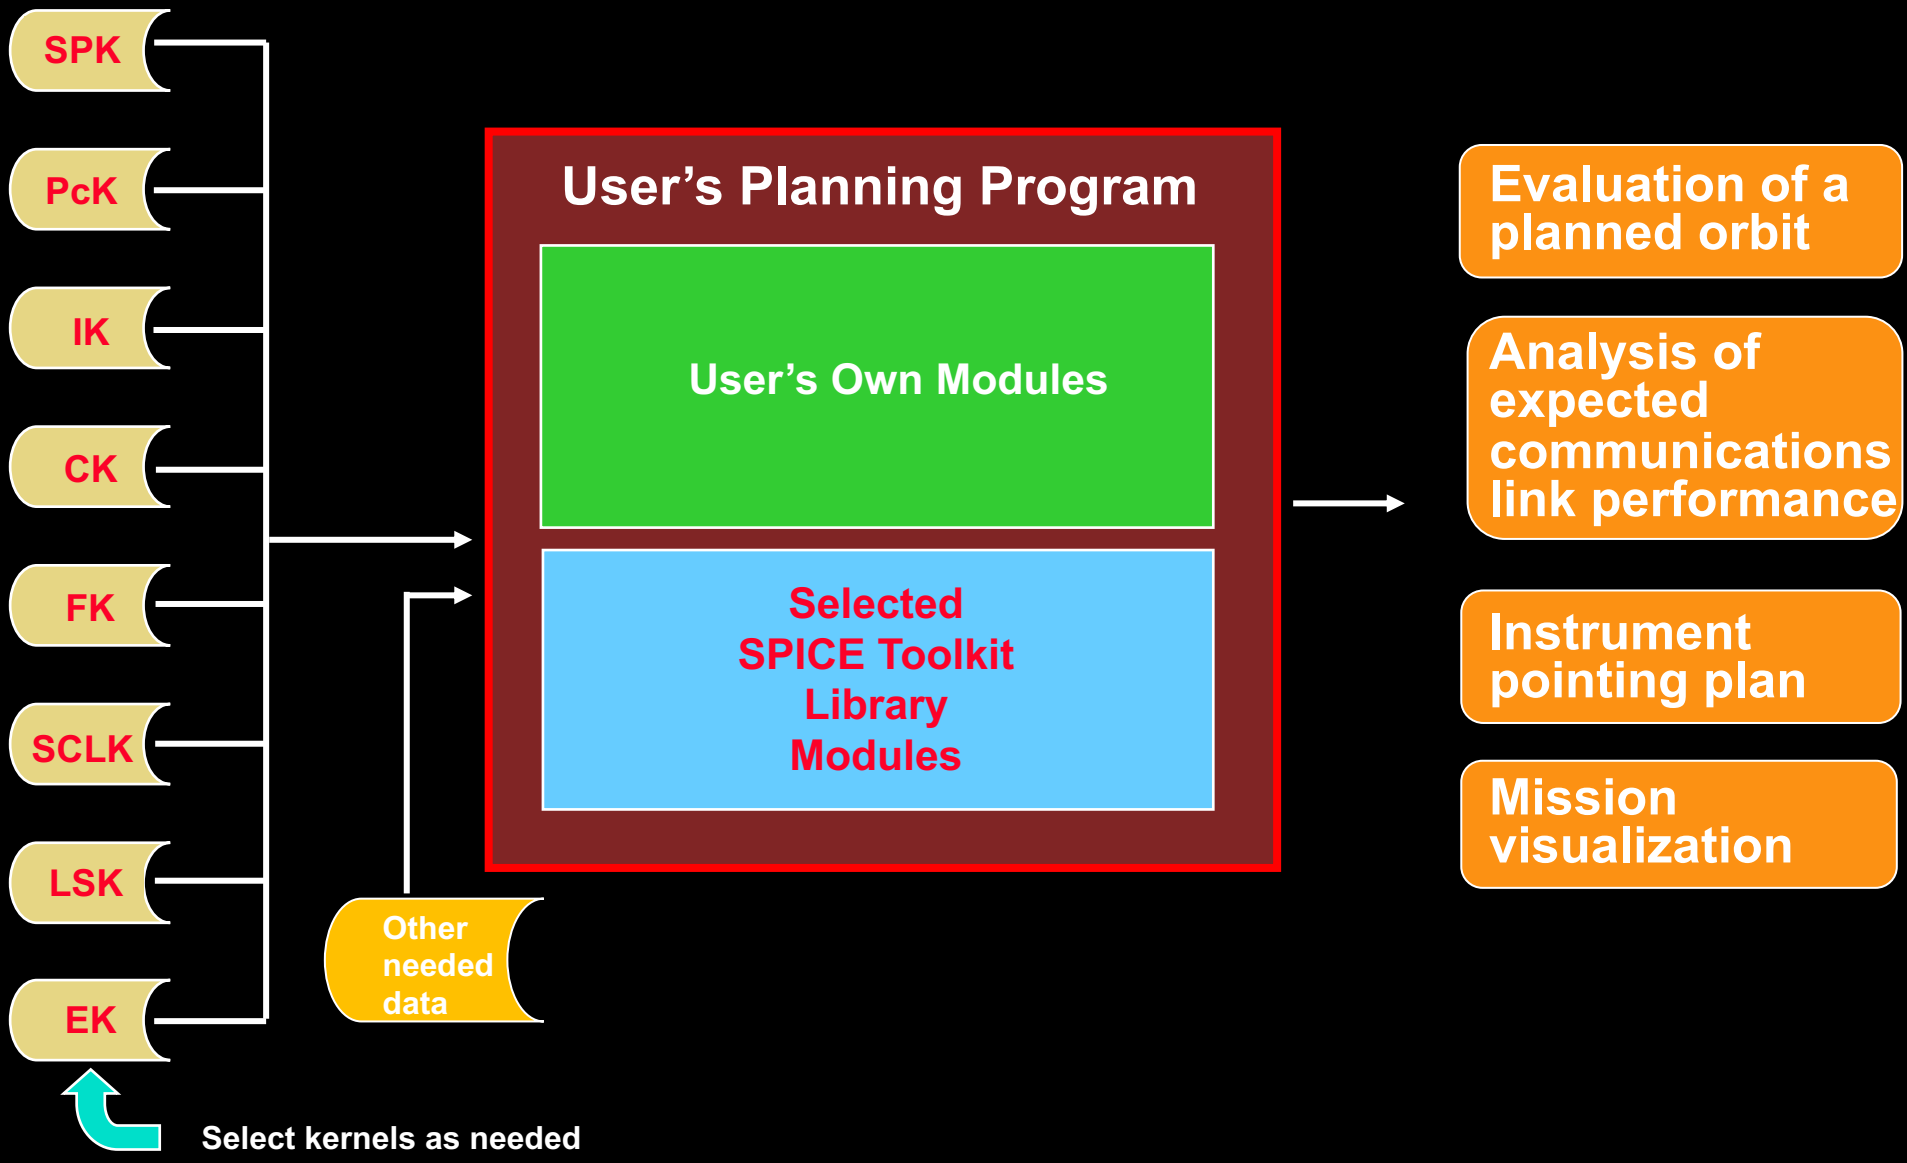 SPK
PcK
IK
CK
FK
SCLK
LSK
EK
Select kernels as needed
Other
needed
data
User’s Planning Program
User’s Own Modules
Selected
SPICE Toolkit
Library
Modules
Evaluation of a
planned orbit
Analysis of
expected
communications
link performance
Instrument
pointing plan
Mission
visualization